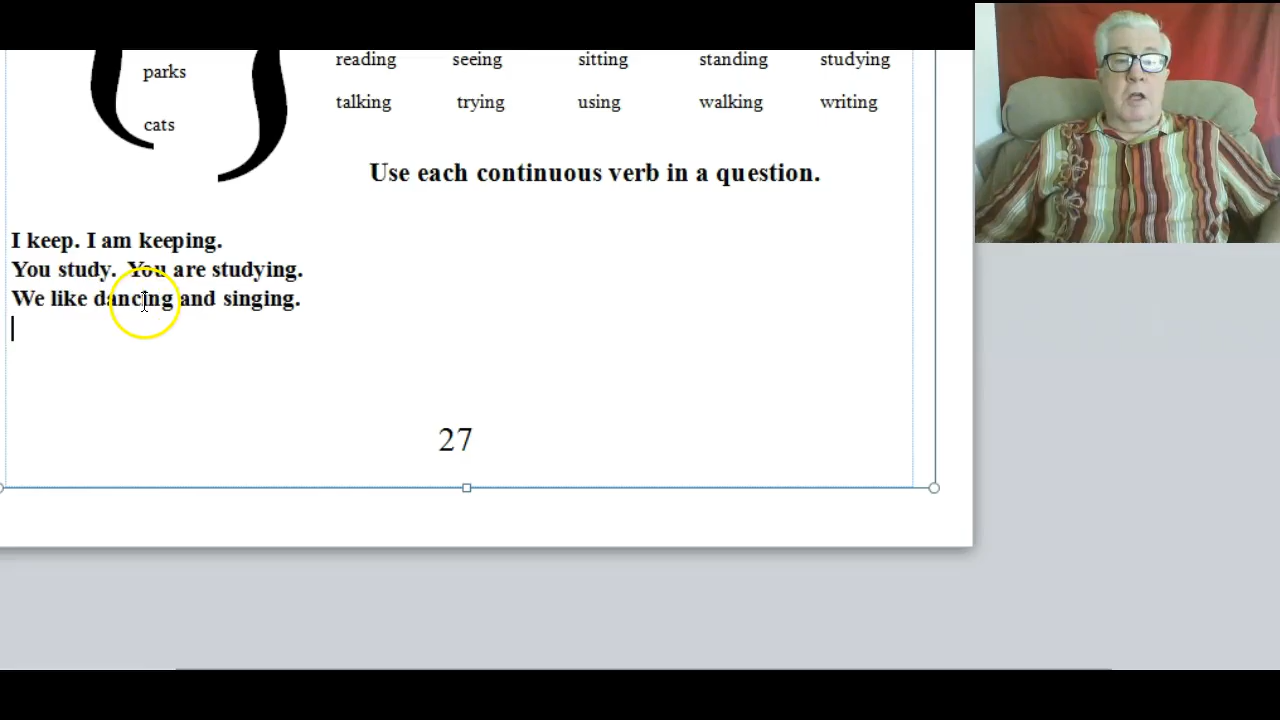 parks
cats
reading seeing sitting standing studying
talking trying using walking writing
Use each continuous verb in a question.
I keep. I am keeping.
You study. You are studying.
We like dancing and singing.
27